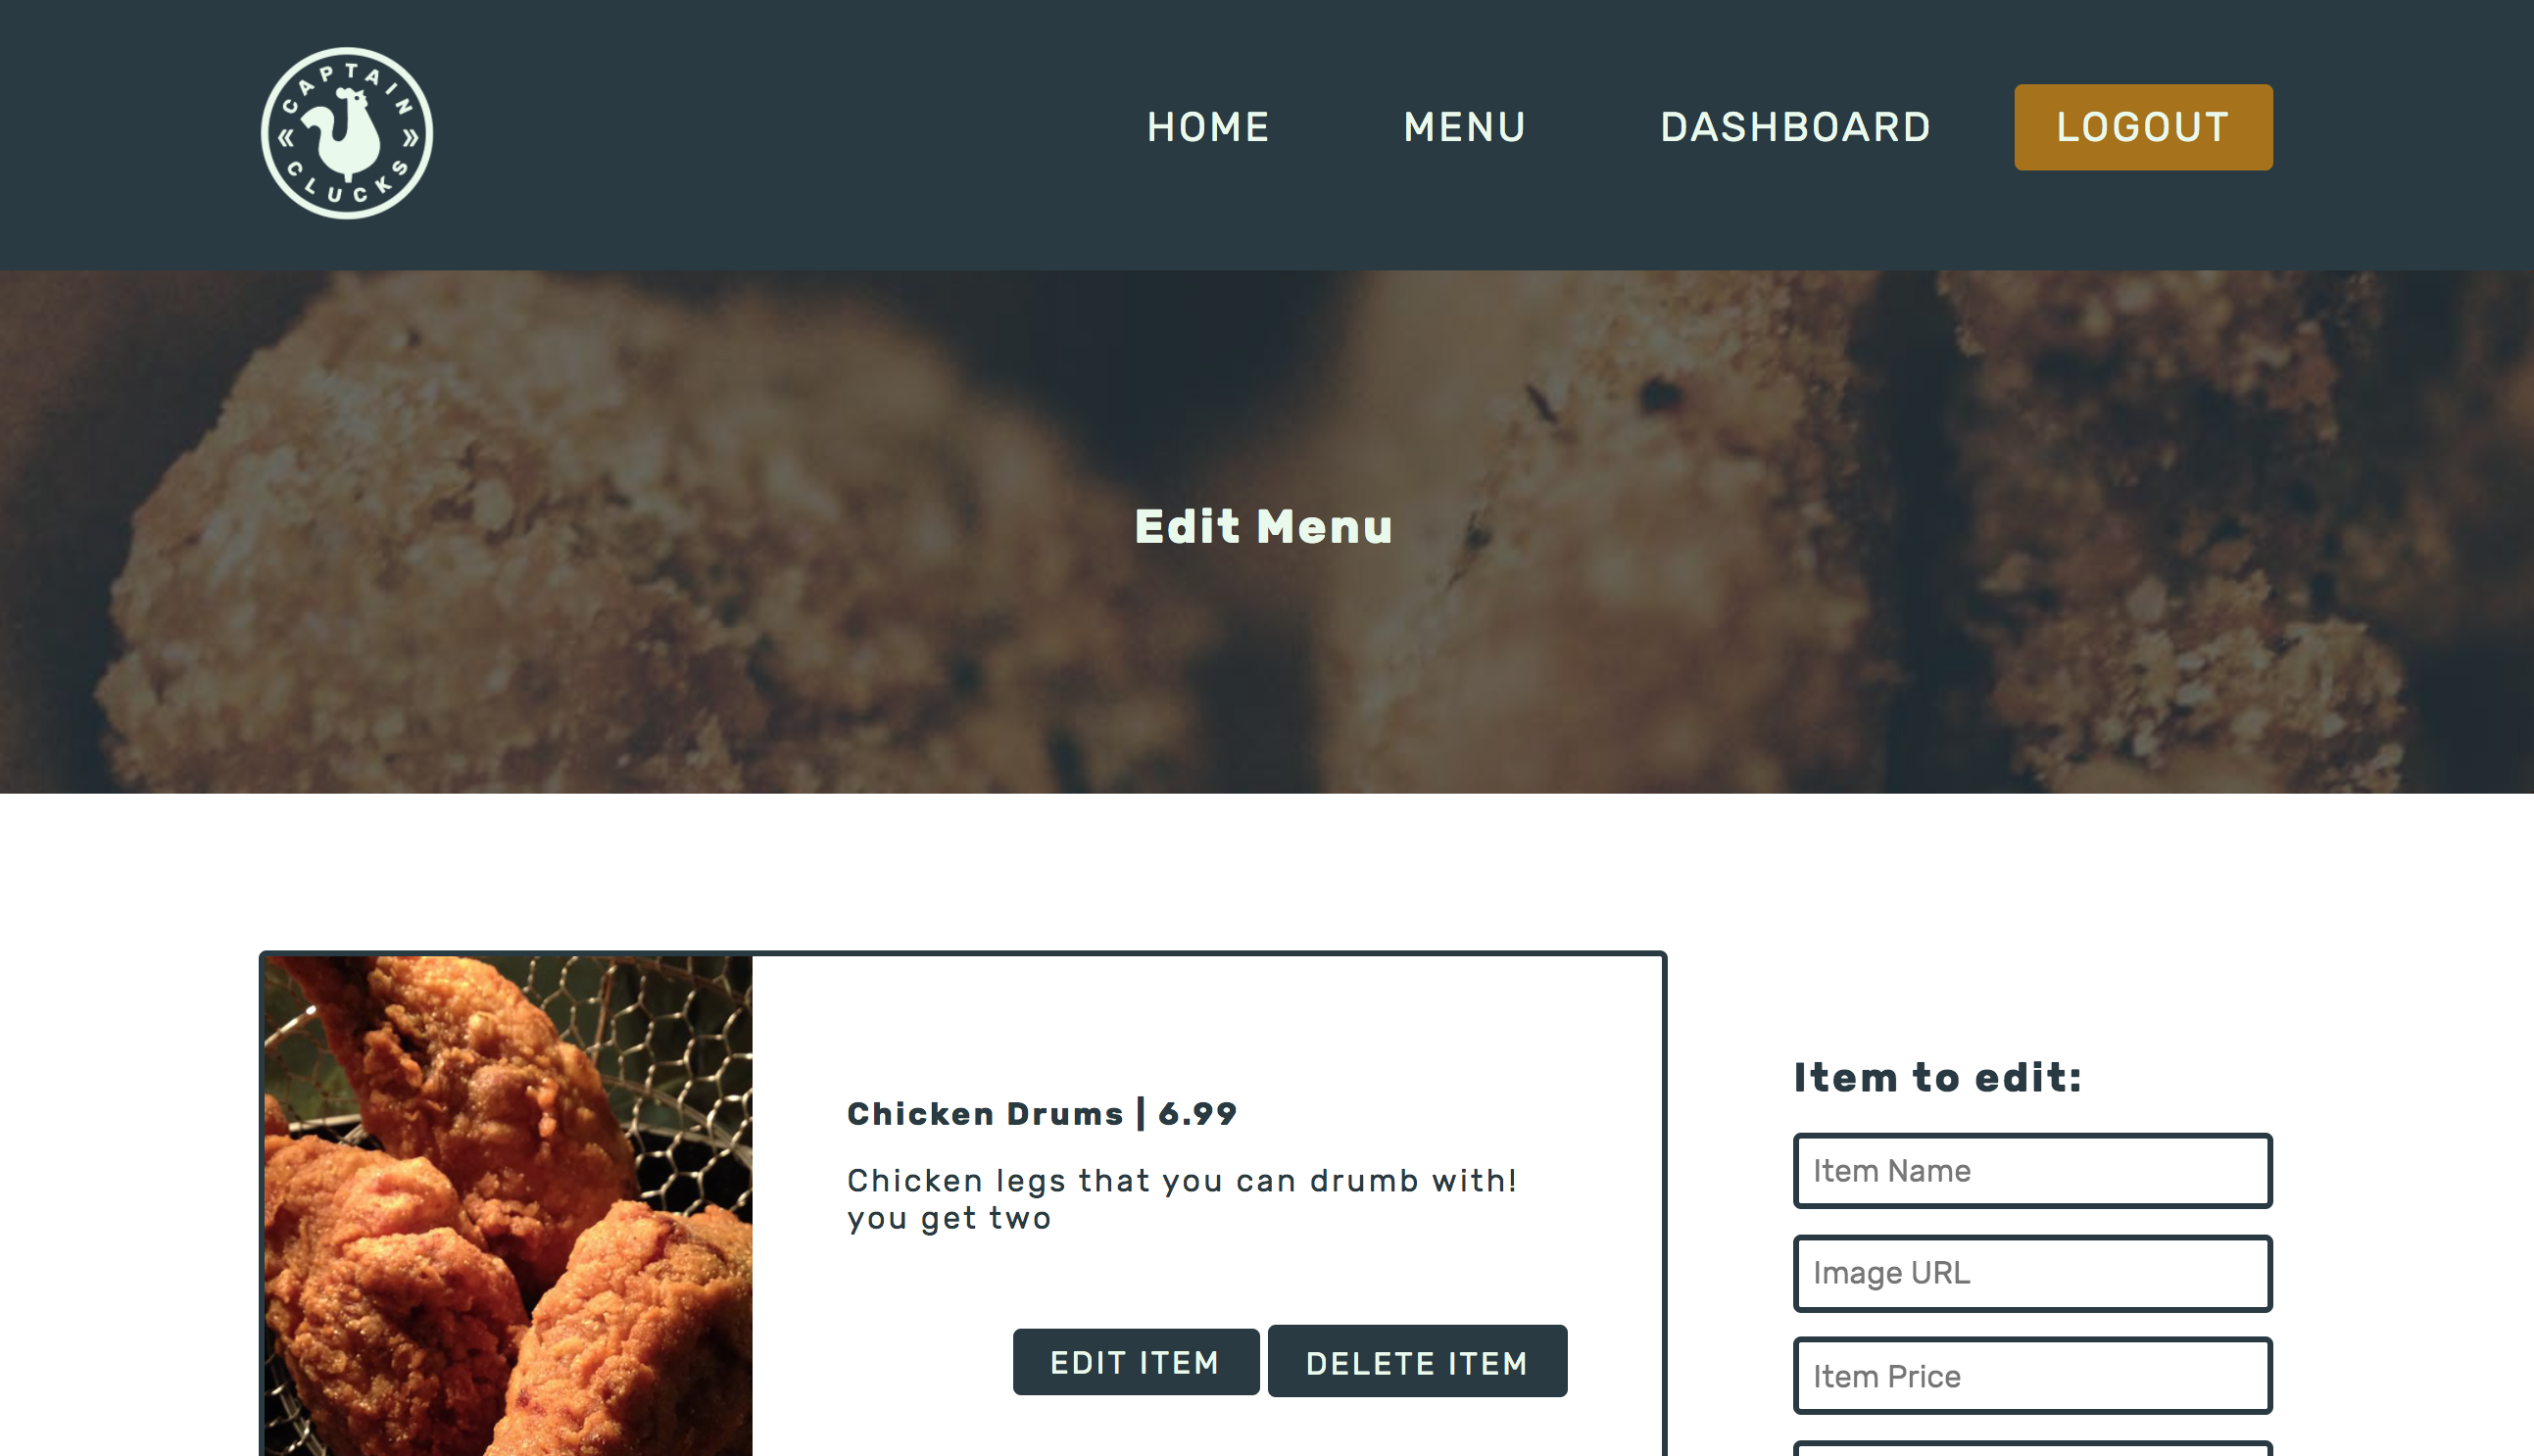 CAPTAIN
« »
CLUCKS
HOME MENU DASHBOARD LOGOUT
Edit Menu
Chicken Drums | 6.99
Chicken legs that you can drumb with!
you get two
EDIT ITEM DELETE ITEM
Item to edit:
Item Name
Image URL
Item Price